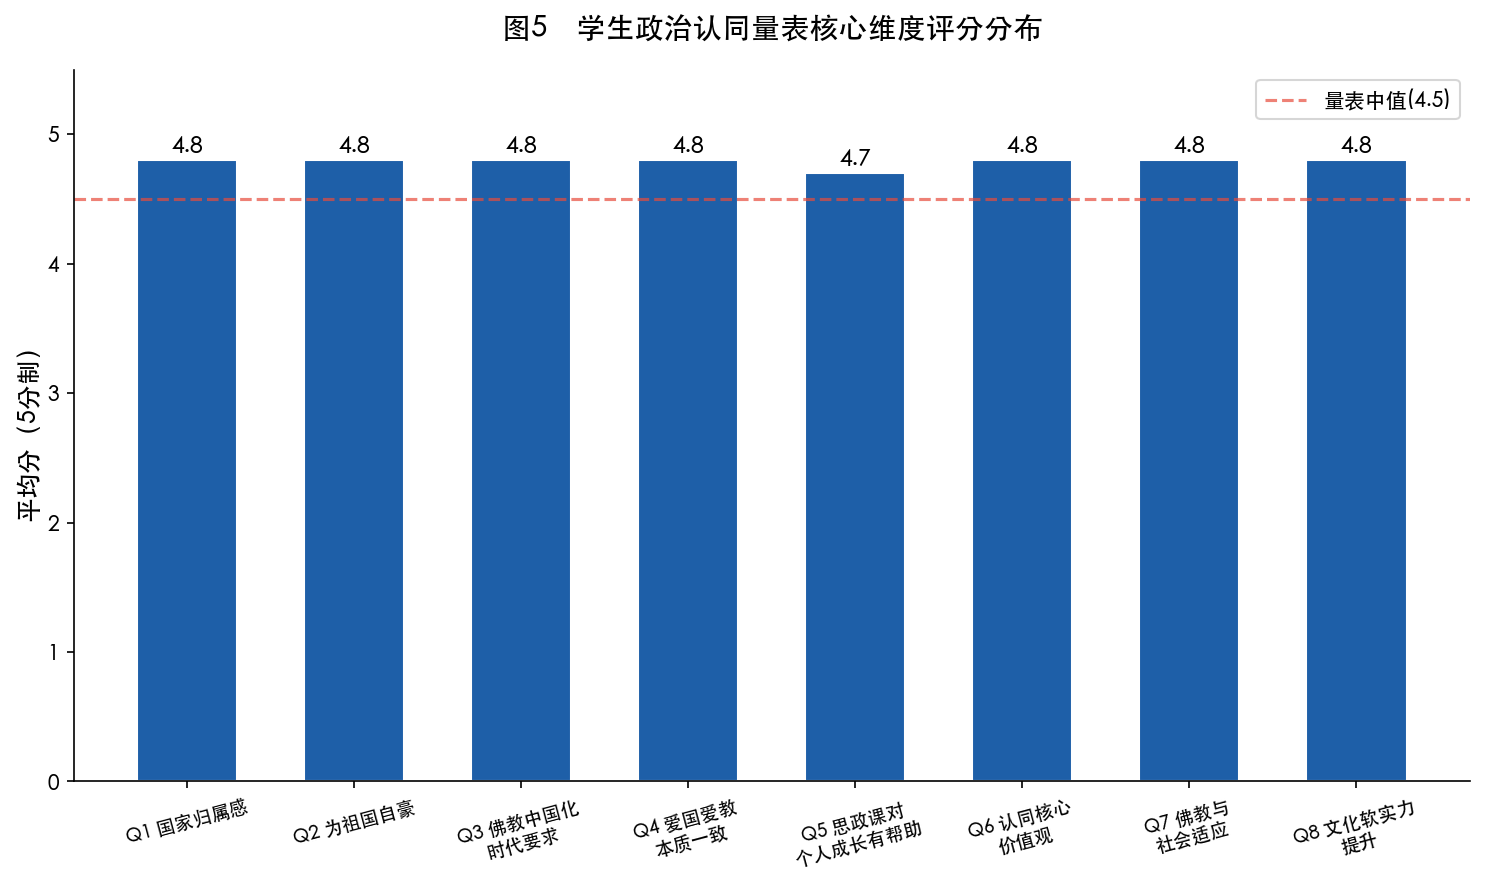 图5　学生政治认同量表核心维度评分分布
量表中值(4.5)
平均分（5分制）
5
4
3
2
1
0
4.8
4.8
4.8
4.8
4.7
4.8
4.8
4.8
Q1 国家归属感
Q2 为祖国自豪
Q3 佛教中国化
时代要求
Q4 爱国爱教
本质一致
Q5 思政课对
个人成长有帮助
Q6 认同核心
价值观
Q7 佛教与
社会适应
Q8 文化软实力
提升